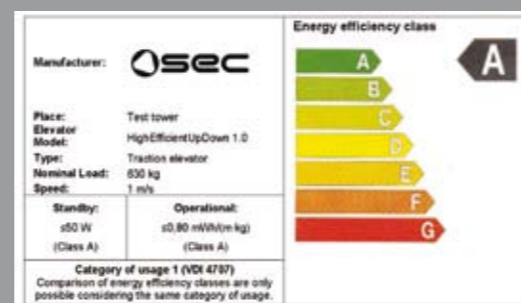 Manufacturer: osec
Place: Test tower
Elevator Model: HighEfficientUpDown 1.0
Type: Traction elevator
Nominal Load: 630 kg
Speed: 1 m/s
Standby: Operational:
≤50 W ≤0,80 mWh/(m kg)
(Class A) (Class A)
Category of usage 1 (VDI 4707)
Comparison of energy efficiency classes are only
possible considering the same category of usage.
Energy efficiency class
A
A
B
C
D
E
F
G